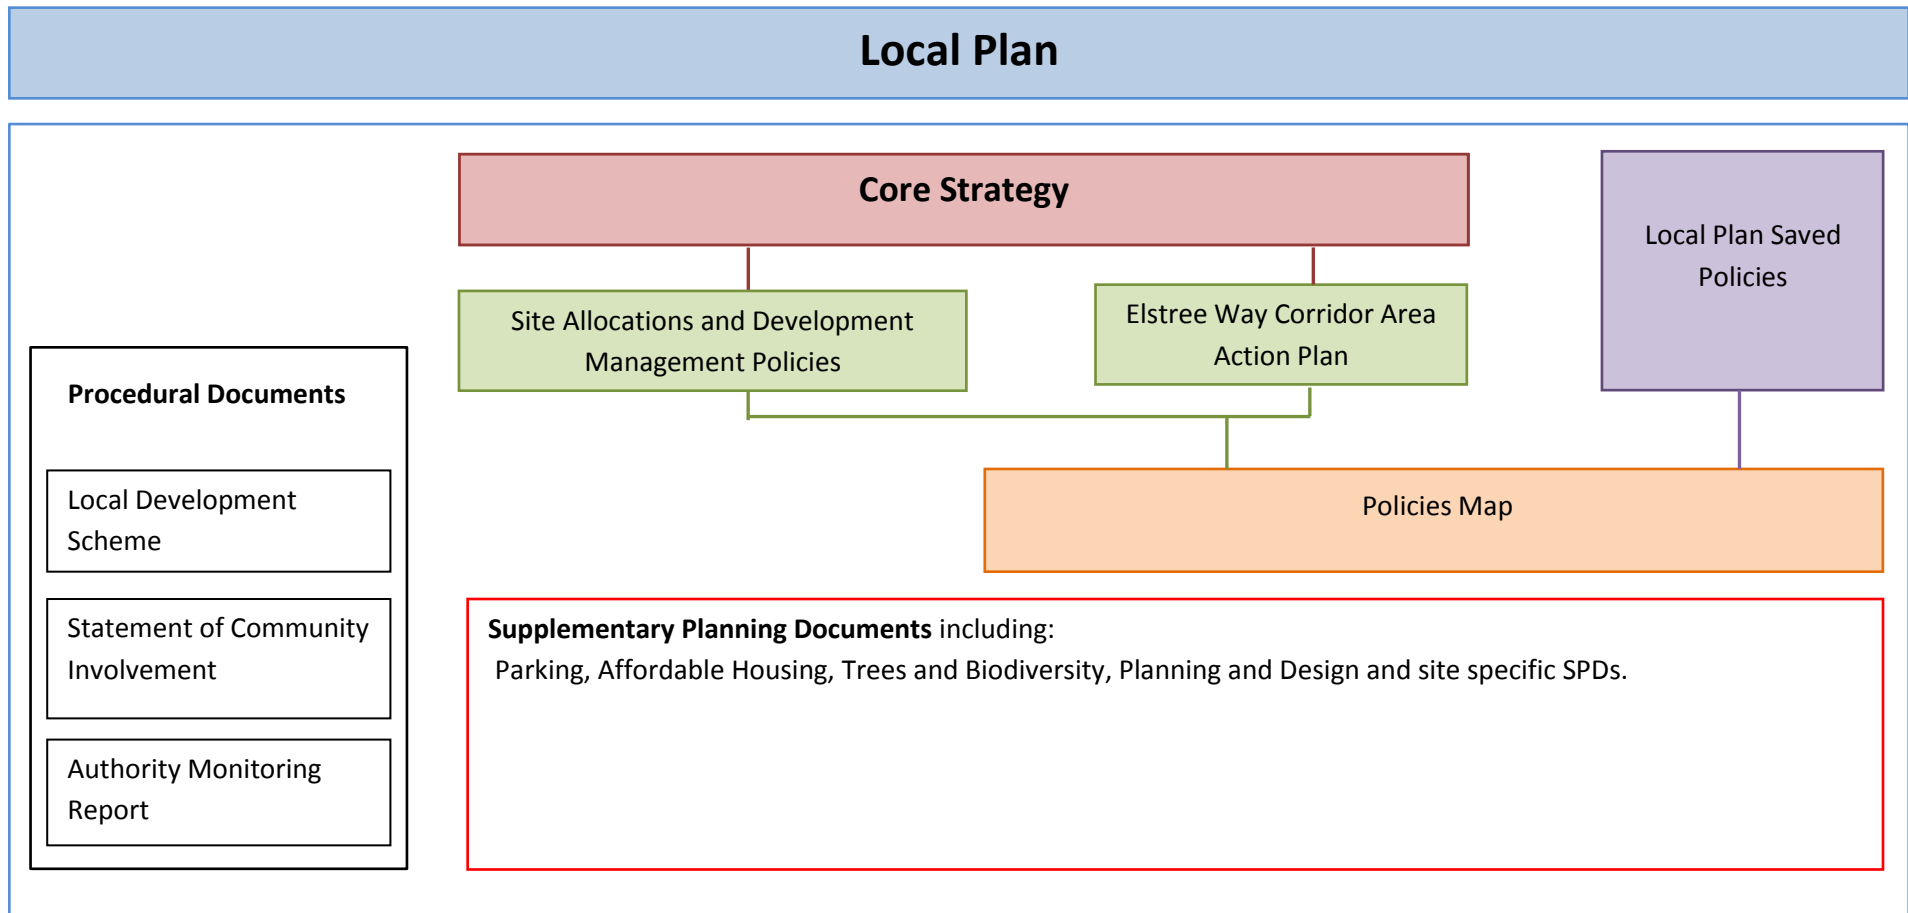 Local Plan
Core Strategy
Local Plan Saved
Policies
Site Allocations and Development
Management Policies
Elstree Way Corridor Area
Action Plan
Procedural Documents
Local Development
Scheme
Statement of Community
Involvement
Authority Monitoring
Report
Policies Map
Supplementary Planning Documents including:
Parking, Affordable Housing, Trees and Biodiversity, Planning and Design and site specific SPDs.